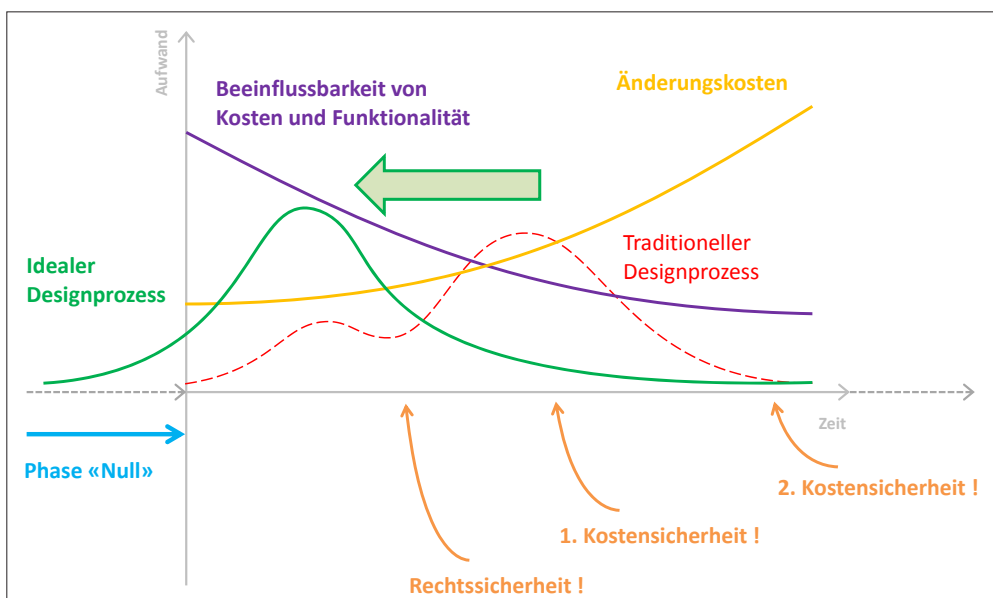 Aufwand
Beeinflussbarkeit von
Kosten und Funktionalität
Änderungskosten
Traditioneller
Designprozess
Idealer
Designprozess
Zeit
Phase «Null»
2. Kostensicherheit !
1. Kostensicherheit !
Rechtssicherheit !